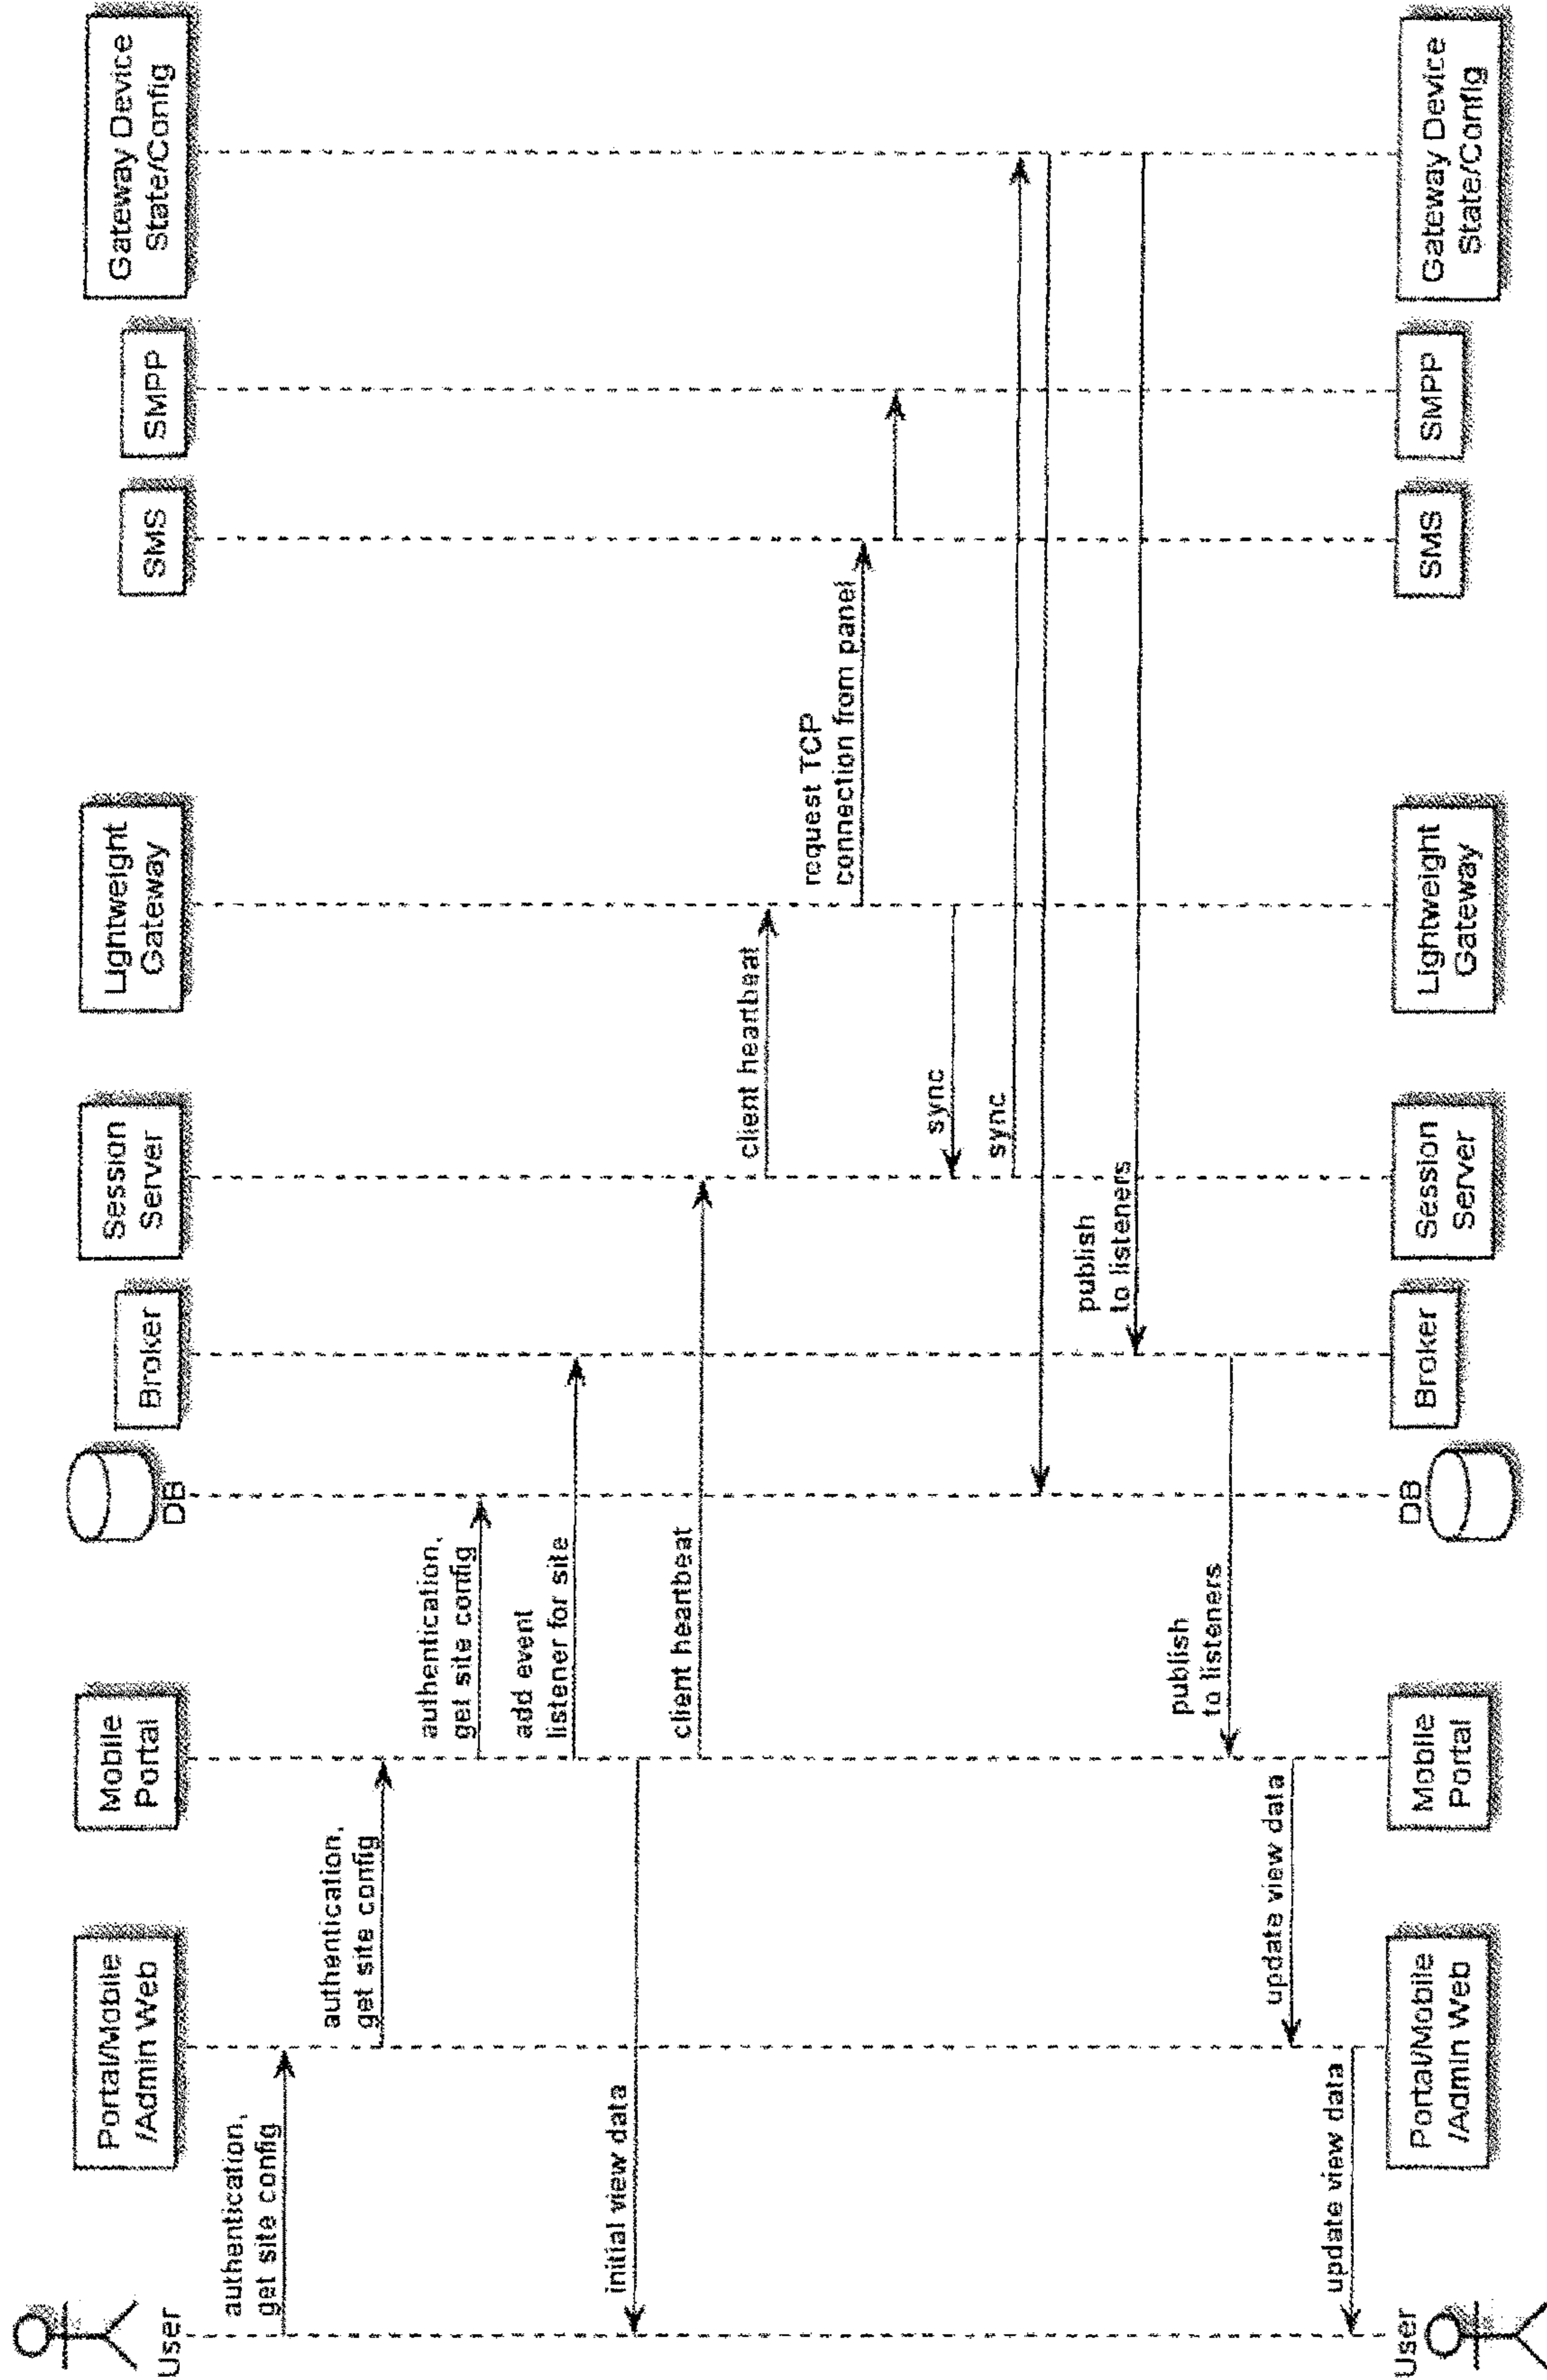 User
Portal/Mobile
/Admin Web
Mobile
Portal
DB
Broker
Session
Server
Lightweight
Gateway
SMS
SMPP
Gateway Device
State/Config
authentication,
get site config
authentication,
get site config
authentication,
get site config
add event
listener for site
initial view data
client heartbeat
client heartbeat
request TCP
connection from panel
sync
sync
publish
to listeners
publish
to listeners
update view data
update view data
User
Portal/Mobile
/Admin Web
Mobile
Portal
DB
Broker
Session
Server
Lightweight
Gateway
SMS
SMPP
Gateway Device
State/Config